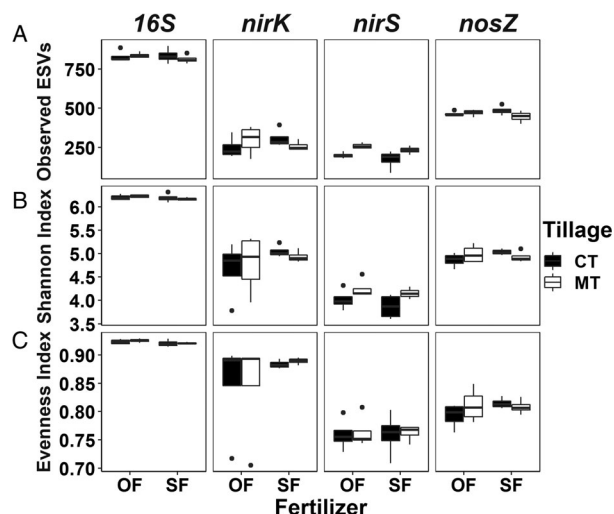 16S nirK nirS nosZ
A
Observed ESVs
750
500
250
B
Shannon Index
6.0
5.5
5.0
4.5
4.0
3.5
C
Evenness Index
0.90
0.85
0.80
0.75
0.70
OF SF OF SF OF SF OF SF
Fertilizer
Tillage
CT
MT